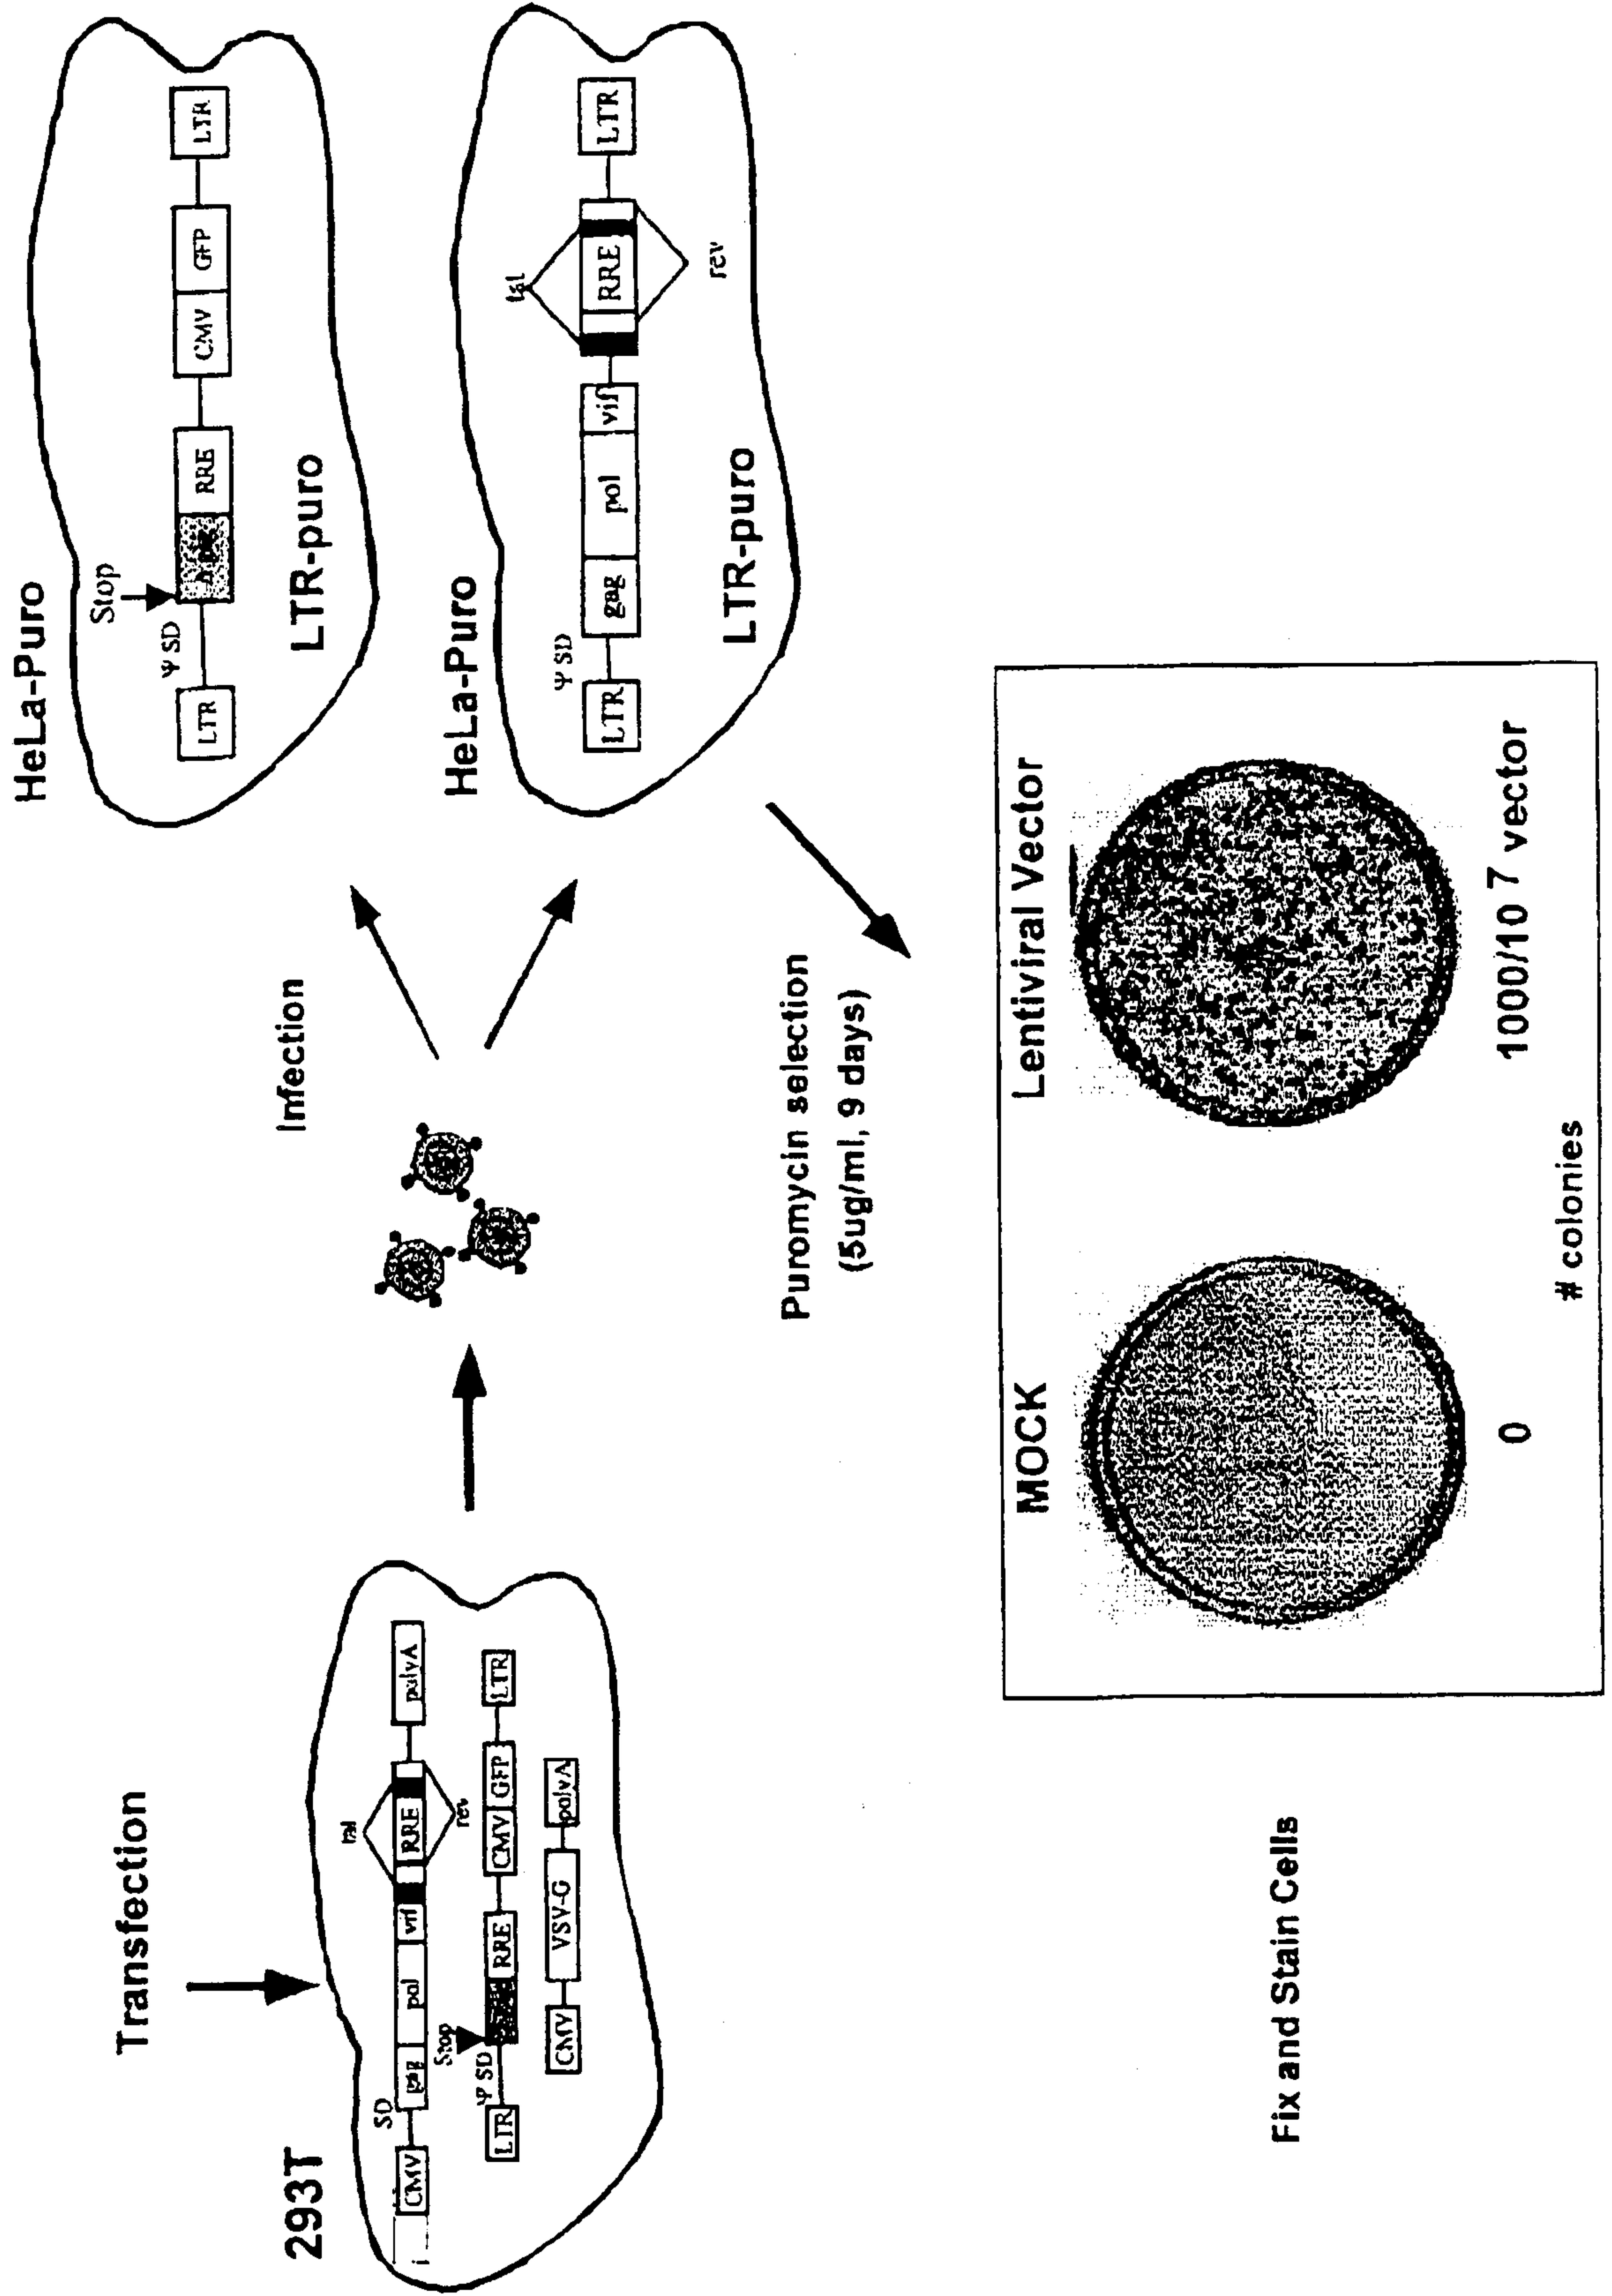 Transfection
293T
SD
tat
CMV gag pol vif RRE polyA
rev
Stop
Ψ SD
LTR RRE CMV GFP LTR
CMV VSV-G polyA
Infection
HeLa-Puro
Stop
Ψ SD
LTR RRE CMV GFP LTR
LTR-puro
HeLa-Puro
tat
Ψ SD
LTR gag pol vif RRE LTR
rev
LTR-puro
Puromycin selection
(5ug/ml, 9 days)
Fix and Stain Cells
MOCK Lentiviral Vector
0 1000/10 7 vector
# colonies